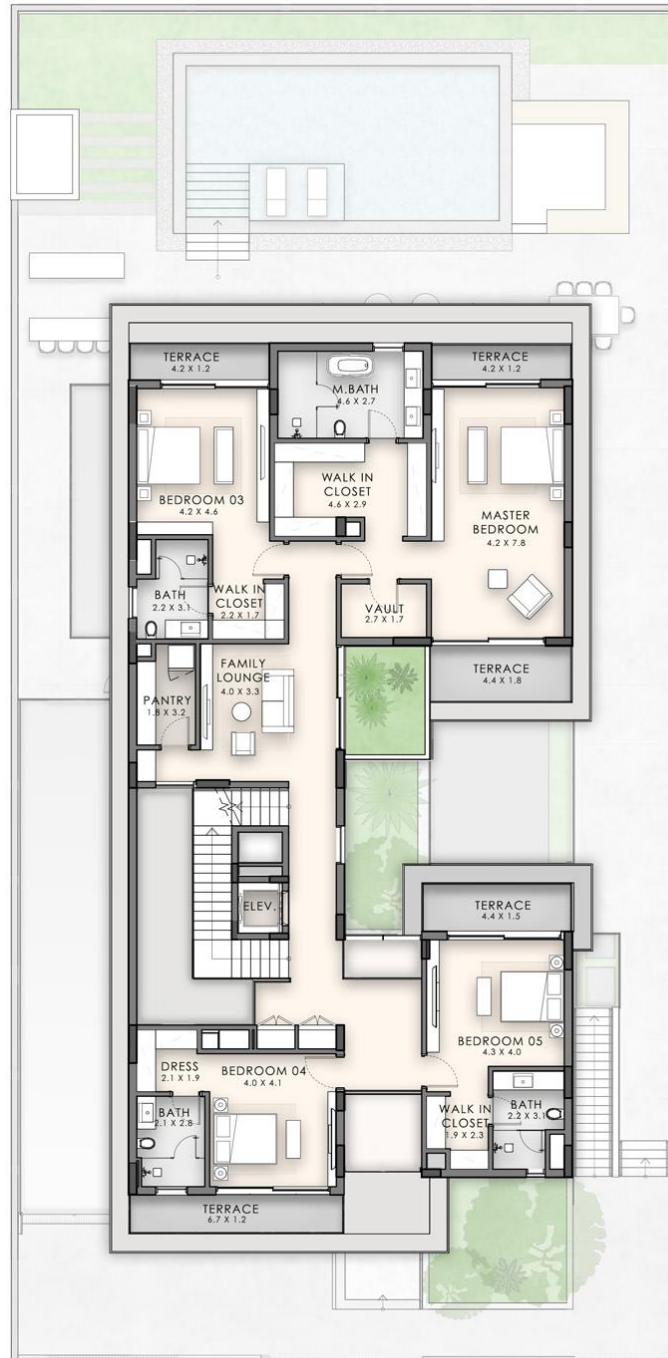 TERRACE
4.2 X 1.2
TERRACE
4.2 X 1.2
M.BATH
4.6 X 2.7
WALK IN
CLOSET
4.6 X 2.9
BEDROOM 03
4.2 X 4.6
MASTER
BEDROOM
4.2 X 7.8
BATH
2.2 X 3.1
WALK IN
CLOSET
2.2 X 1.7
VAULT
2.7 X 1.7
FAMILY
LOUNGE
4.0 X 3.3
TERRACE
4.4 X 1.8
PANTRY
1.8 X 3.2
ELEV.
TERRACE
4.4 X 1.5
BEDROOM 05
4.3 X 4.0
DRESS
2.1 X 1.9
BEDROOM 04
4.0 X 4.1
BATH
2.1 X 2.8
WALK IN
CLOSET
1.9 X 2.3
BATH
2.2 X 3.1
TERRACE
6.7 X 1.2